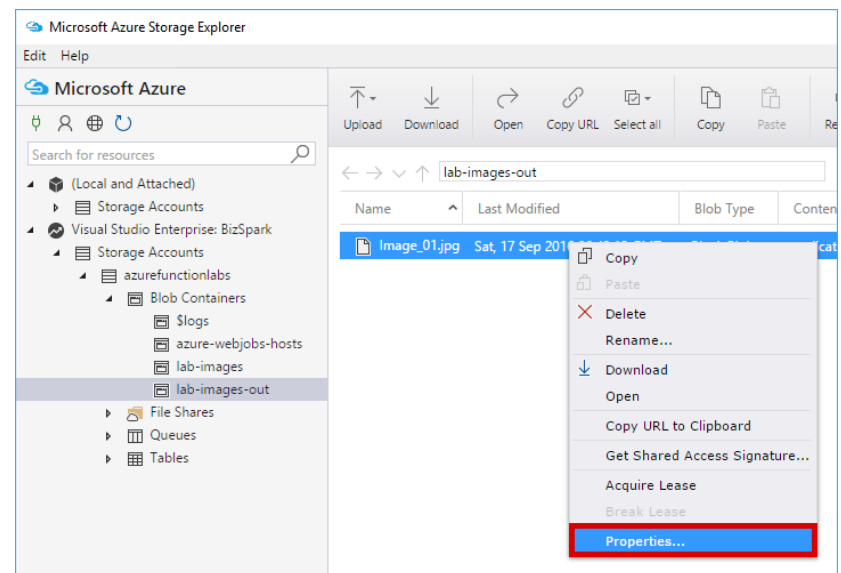 Microsoft Azure Storage Explorer
Edit Help
Microsoft Azure
Search for resources
(Local and Attached)
Storage Accounts
Visual Studio Enterprise: BizSpark
Storage Accounts
azurefunctionlabs
Blob Containers
$logs
azure-webjobs-hosts
lab-images
lab-images-out
File Shares
Queues
Tables
Upload Download Open Copy URL Select all Copy Paste Re
lab-images-out
Name Last Modified Blob Type Conten
Image_01.jpg Sat, 17 Sep 201
Copy
Paste
Delete
Rename...
Download
Open
Copy URL to Clipboard
Get Shared Access Signature...
Acquire Lease
Break Lease
Properties...